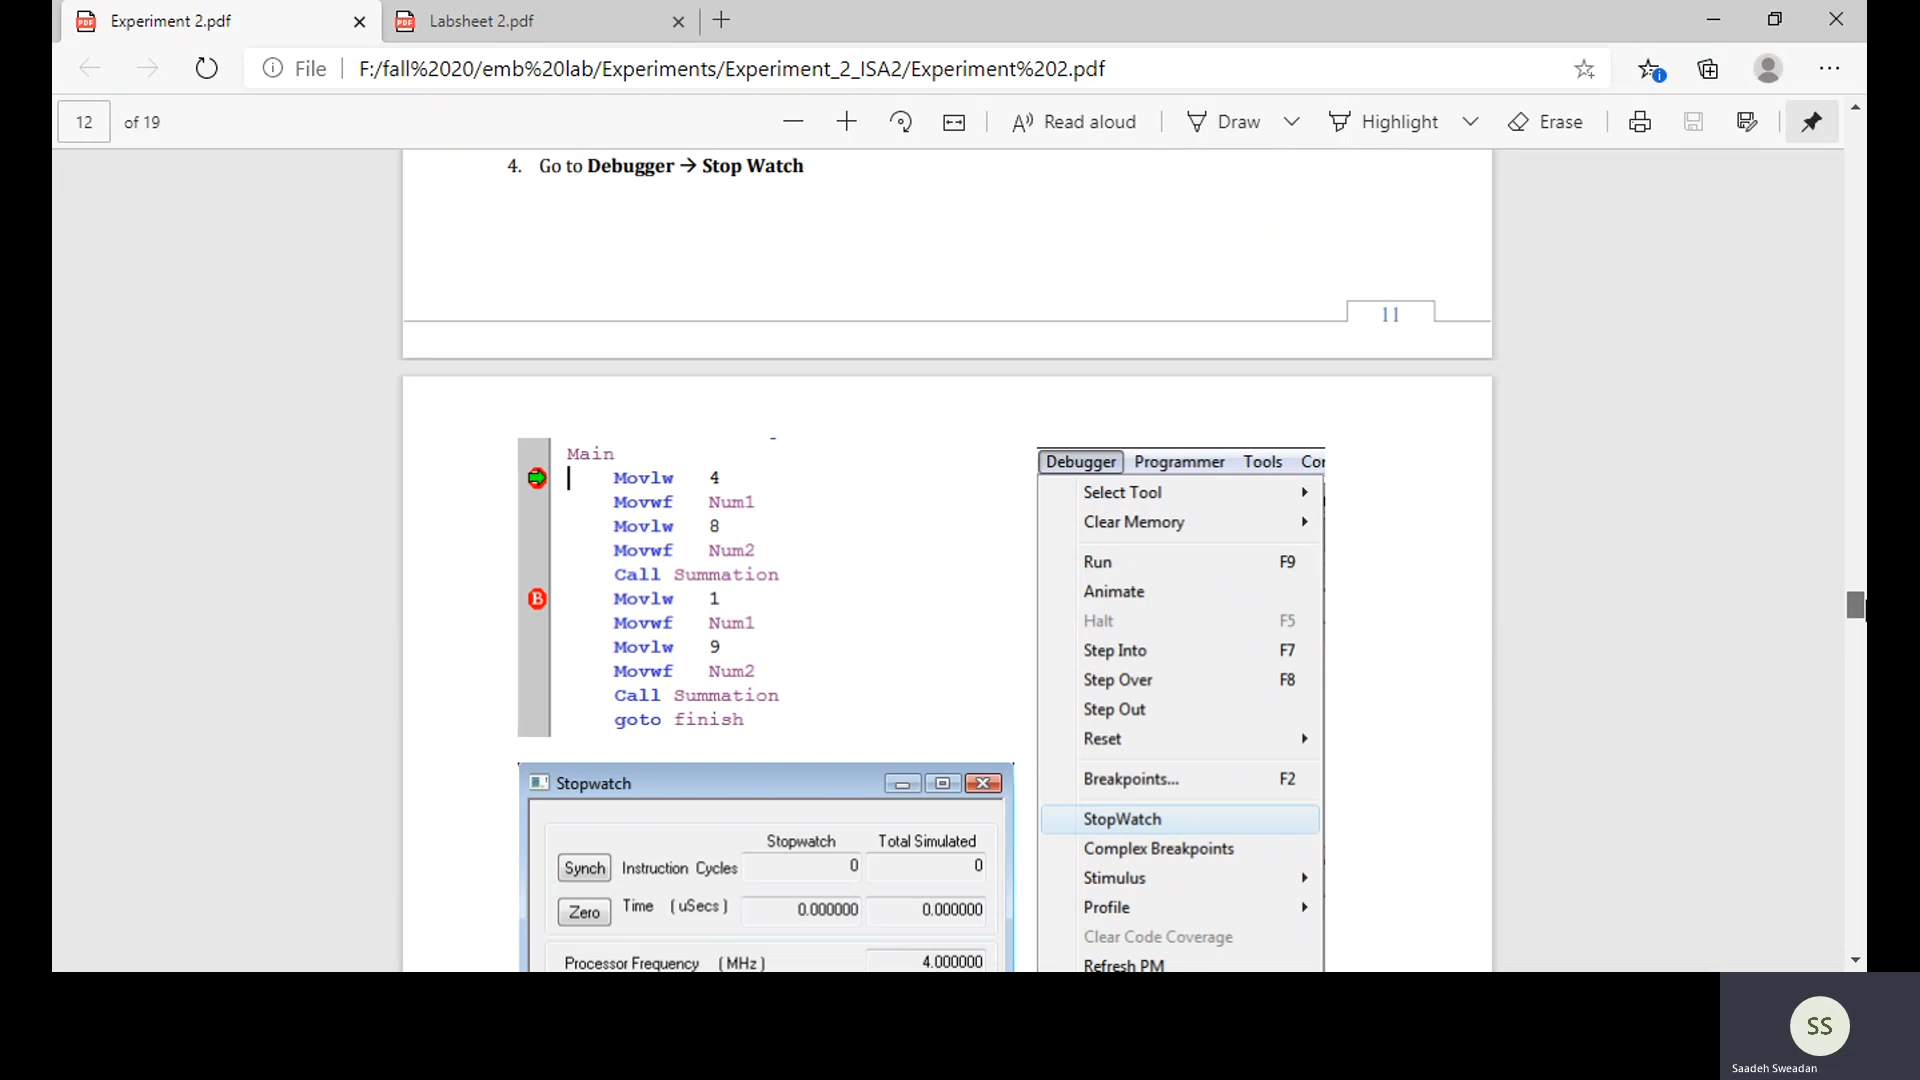 Experiment 2.pdf
Labsheet 2.pdf
File F:/fall%2020/emb%20lab/Experiments/Experiment_2_ISA2/Experiment%202.pdf
12 of 19 Read aloud Draw Highlight Erase
4. Go to Debugger → Stop Watch
11
Main
Movlw 4
Movwf Num1
Movlw 8
Movwf Num2
Call Summation
B Movlw 1
Movwf Num1
Movlw 9
Movwf Num2
Call Summation
goto finish
Debugger Programmer Tools Cor
Select Tool
Clear Memory
Run F9
Animate
Halt F5
Step Into F7
Step Over F8
Step Out
Reset
Breakpoints... F2
StopWatch
Complex Breakpoints
Stimulus
Profile
Clear Code Coverage
Refresh PM
Stopwatch
Stopwatch Total Simulated
Synch Instruction Cycles 0 0
Zero Time (uSecs) 0.000000 0.000000
Processor Frequency (MHz) 4.000000
SS
Saadeh Sweadan